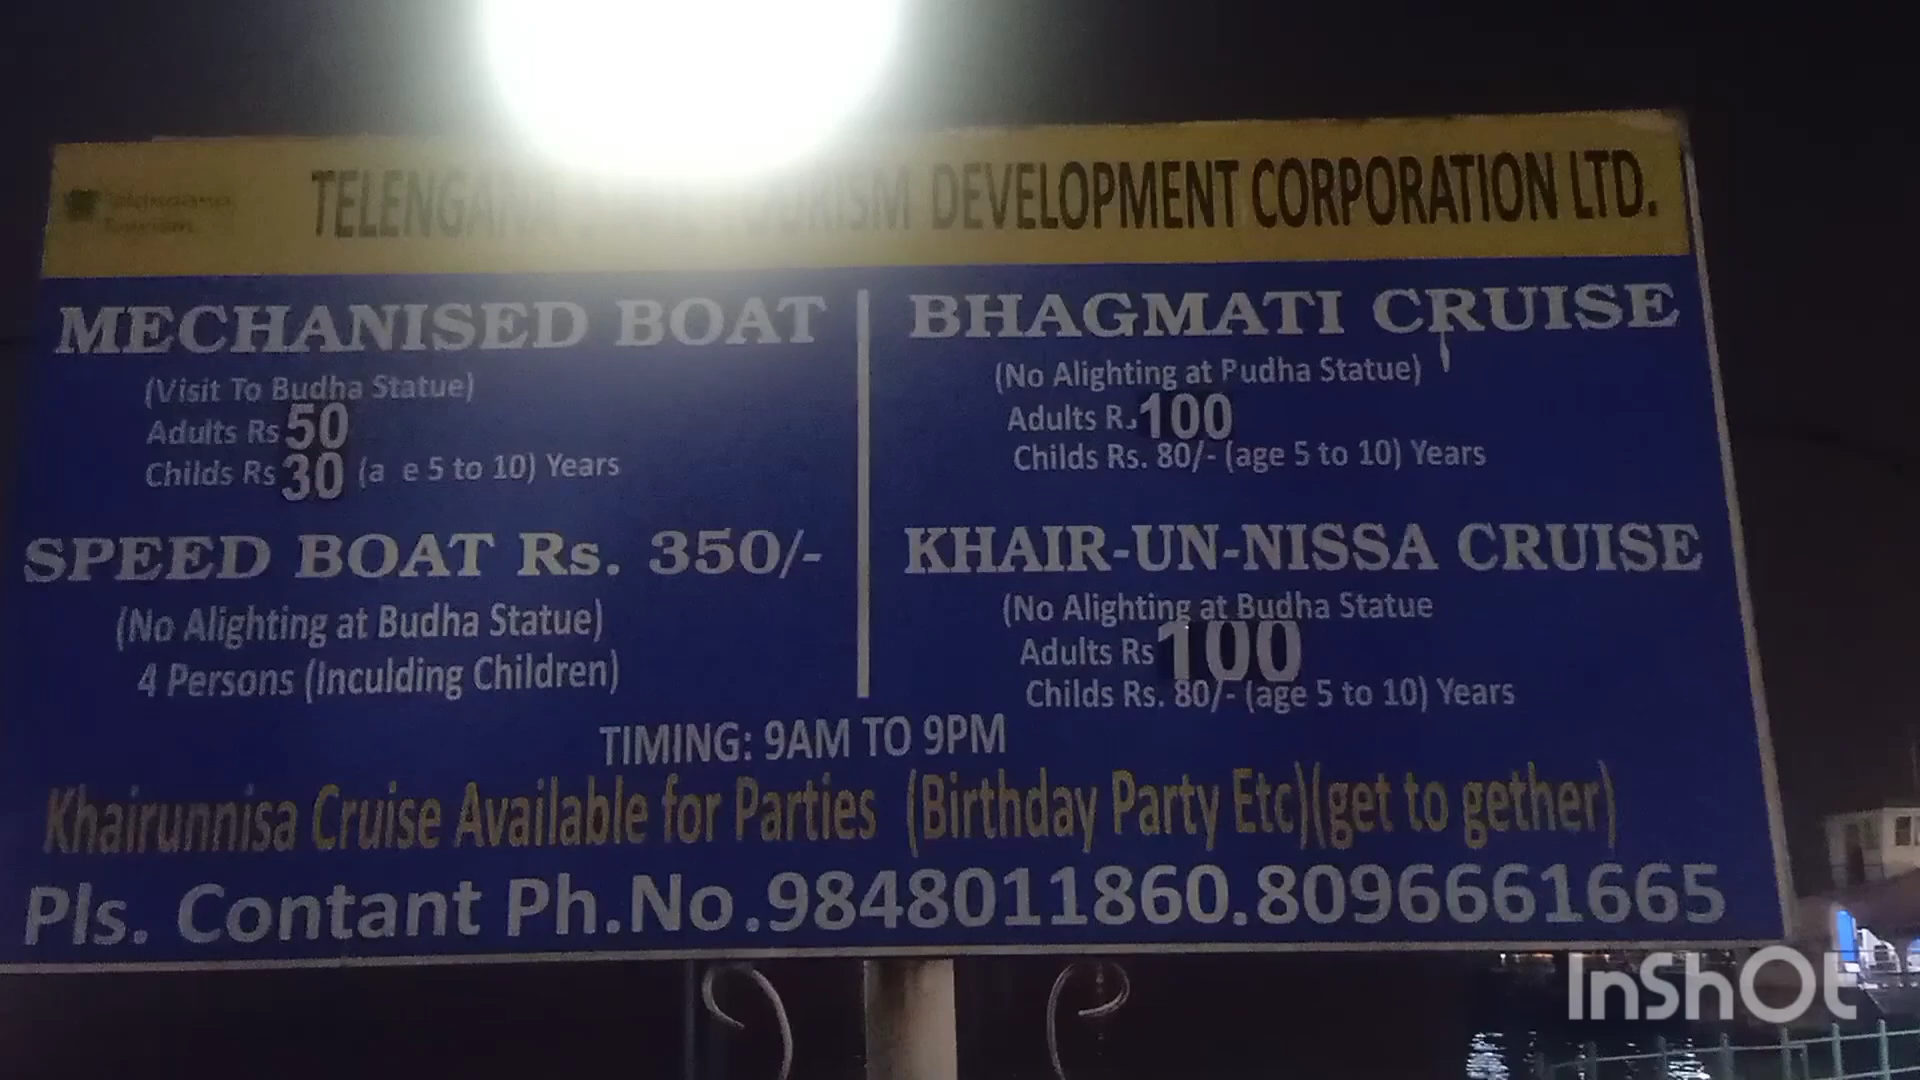 Telangana Tourism
TELENGANA TOURISM DEVELOPMENT CORPORATION LTD.
MECHANISED BOAT
(Visit To Budha Statue)
Adults Rs 50
Childs Rs 30 (a e 5 to 10) Years
SPEED BOAT Rs. 350/-
(No Alighting at Budha Statue)
4 Persons (Inculding Children)
BHAGMATI CRUISE
(No Alighting at Pudha Statue)
Adults R. 100
Childs Rs. 80/- (age 5 to 10) Years
KHAIR-UN-NISSA CRUISE
(No Alighting at Budha Statue
Adults Rs 100
Childs Rs. 80/- (age 5 to 10) Years
TIMING: 9AM TO 9PM
Khairunnisa Cruise Available for Parties (Birthday Party Etc)(get to gether)
Pls. Contant Ph.No.9848011860.8096661665
InShOt